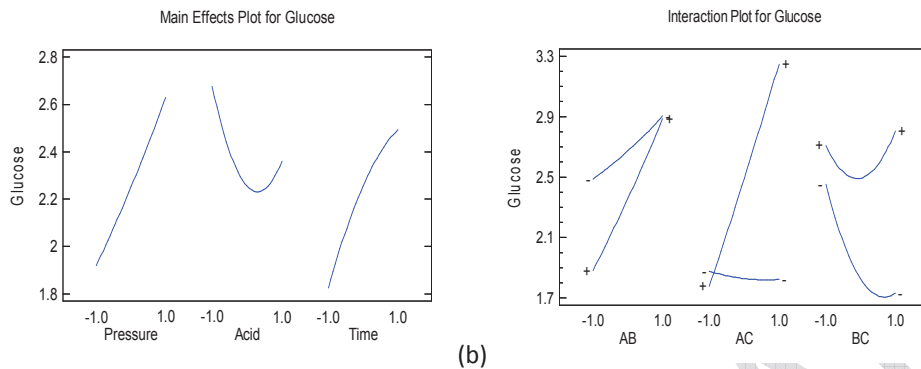 Main Effects Plot for Glucose
Glucose
2.8
2.6
2.4
2.2
2
1.8
-1.0 1.0 -1.0 1.0 -1.0 1.0
Pressure Acid Time
(b)
Interaction Plot for Glucose
Glucose
3.3
2.9
2.5
2.1
1.7
- + - +
- + - +
+ - + -
-1.0 1.0 -1.0 1.0 -1.0 1.0
AB AC BC